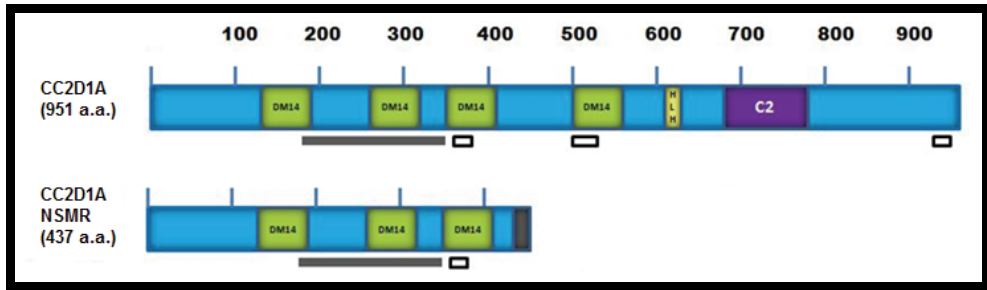 100 200 300 400 500 600 700 800 900
CC2D1A
(951 a.a.)
DM14 DM14 DM14 DM14 HLH C2
CC2D1A
NSMR
(437 a.a.)
DM14 DM14 DM14